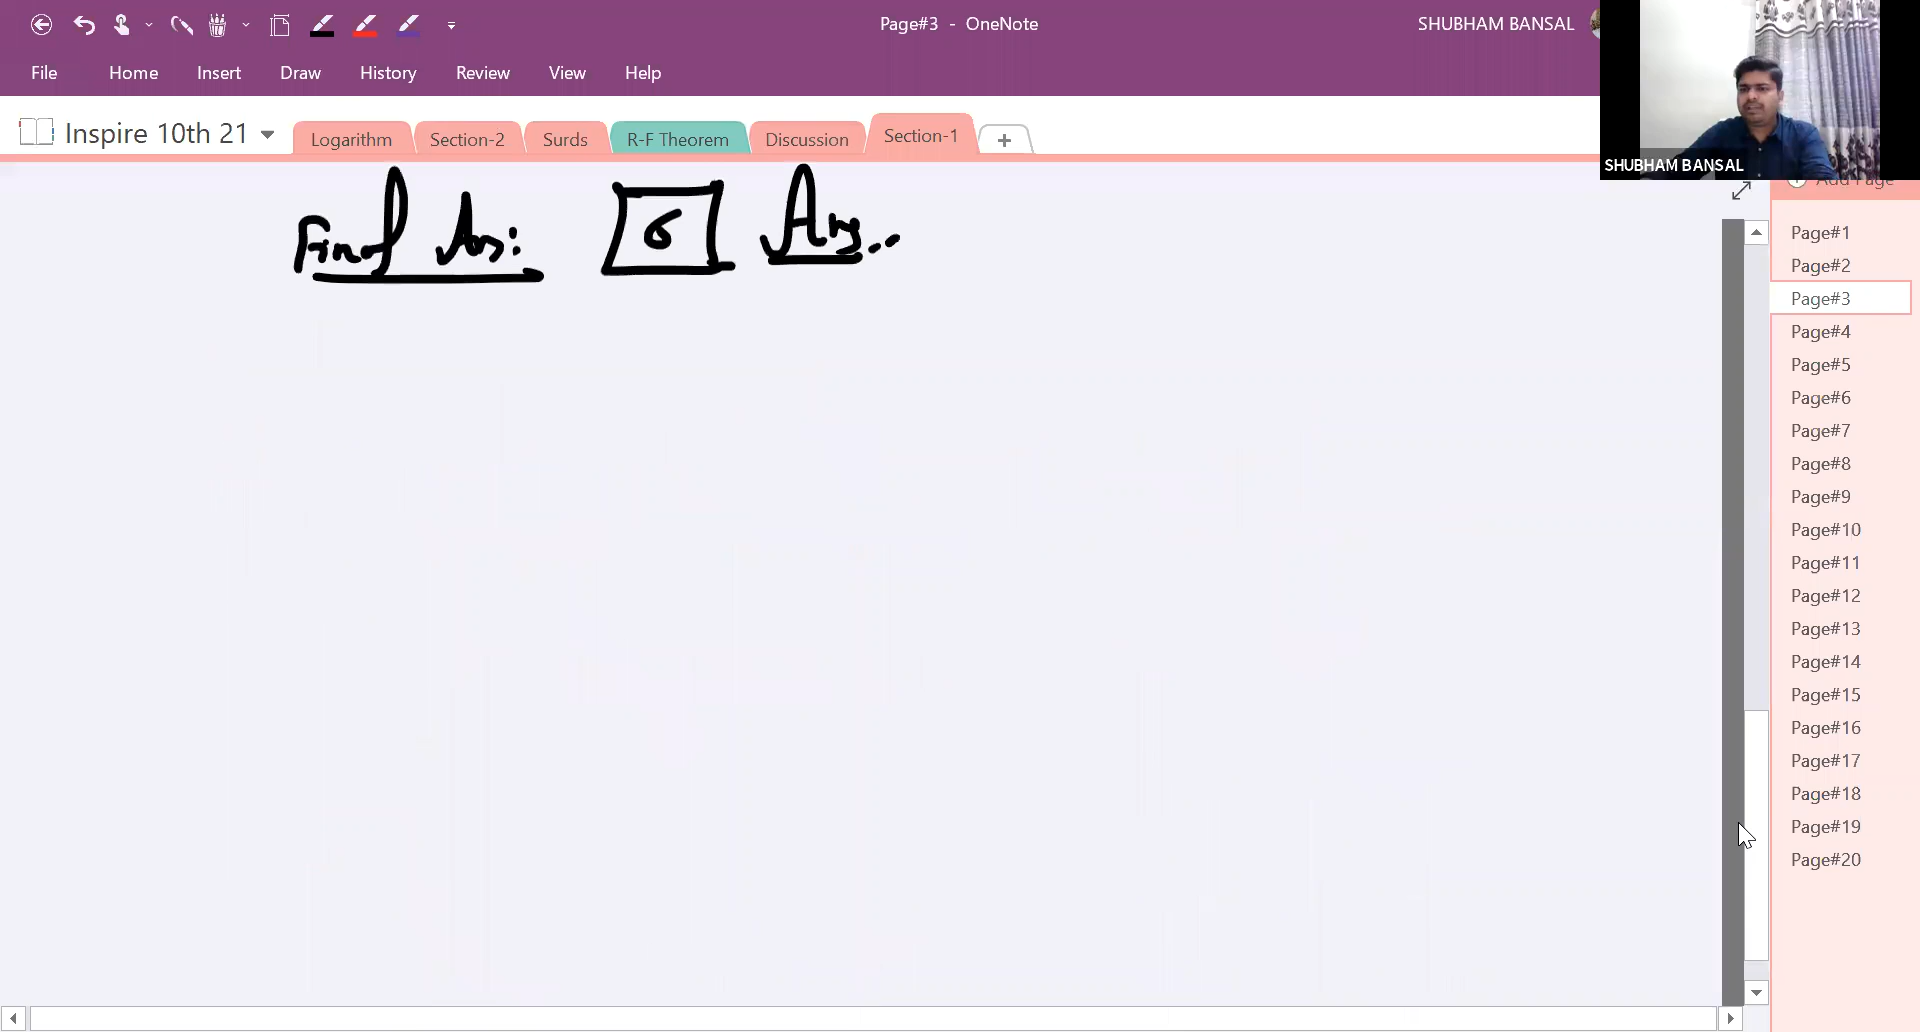 Page#3 - OneNote
SHUBHAM BANSAL
File Home Insert Draw History Review View Help
SHUBHAM BANSAL
Inspire 10th 21
Logarithm Section-2 Surds R-F Theorem Discussion Section-1 +
Add Page
Final Ans: 6 Ans..
Page#1
Page#2
Page#3
Page#4
Page#5
Page#6
Page#7
Page#8
Page#9
Page#10
Page#11
Page#12
Page#13
Page#14
Page#15
Page#16
Page#17
Page#18
Page#19
Page#20